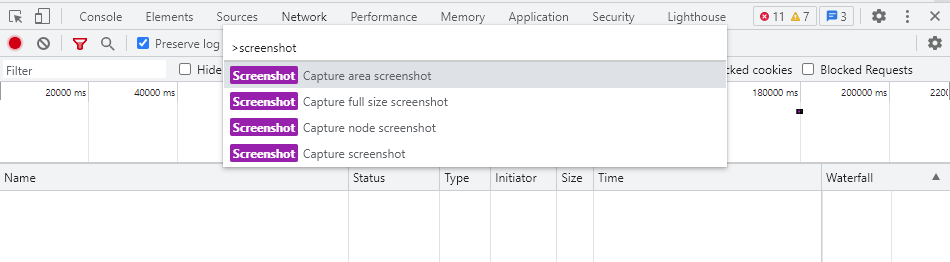 Console Elements Sources Network Performance Memory Application Security Lighthouse 11 7 3
Preserve log
>screenshot
Filter Hide cked cookies Blocked Requests
Screenshot Capture area screenshot
20000 ms 40000 ms 180000 ms 200000 ms 2200
Screenshot Capture full size screenshot
Screenshot Capture node screenshot
Screenshot Capture screenshot
Name Status Type Initiator Size Time Waterfall